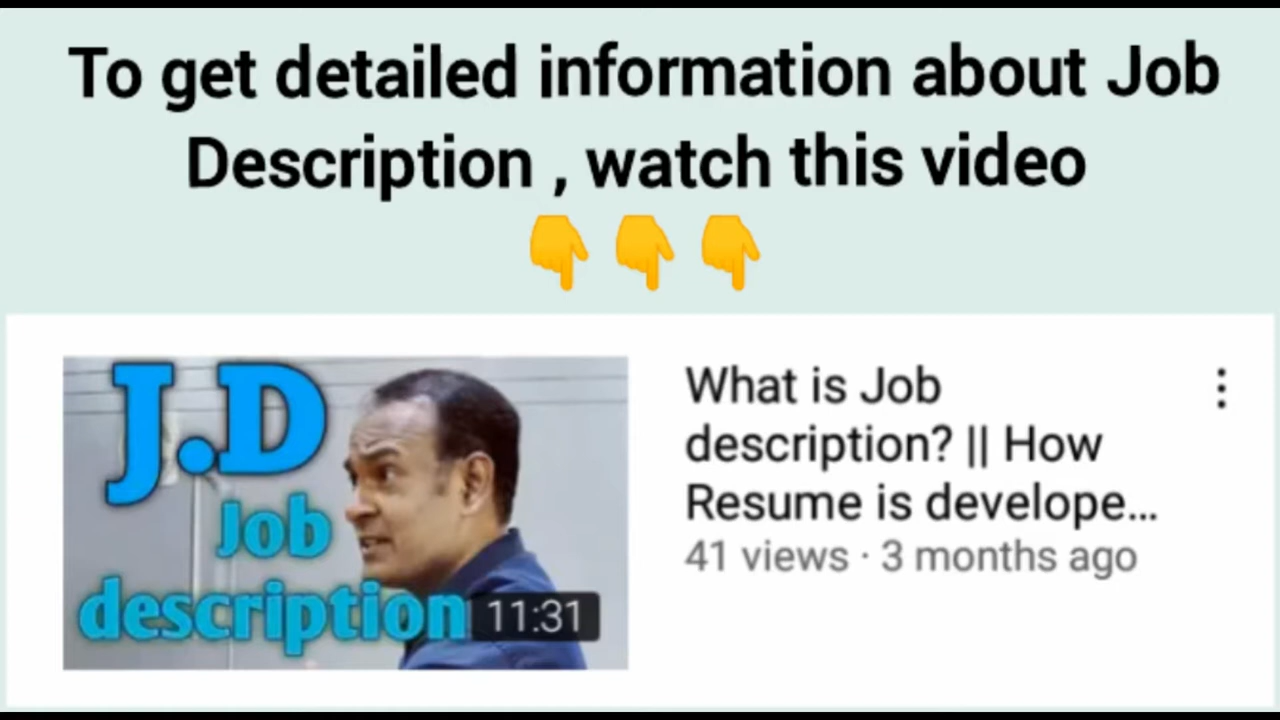 To get detailed information about Job
Description , watch this video
👇👇👇
J.D
Job
description
11:31
What is Job
description? || How
Resume is develope...
41 views · 3 months ago